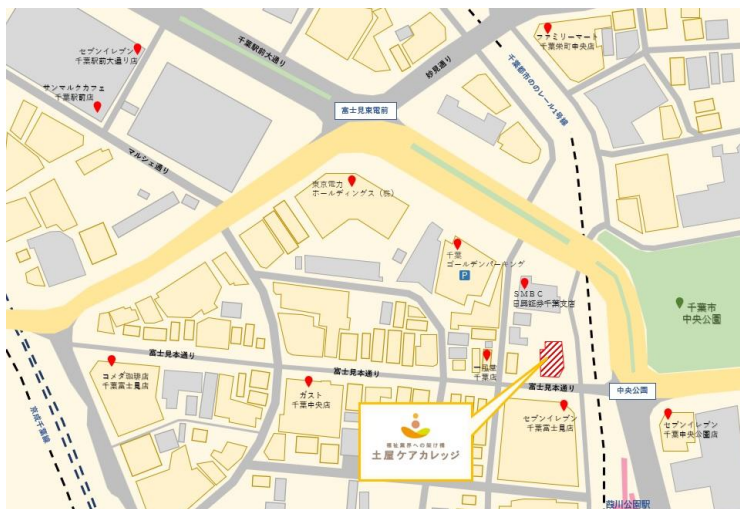 セブンイレブン
千葉駅前大通り店
サンマルクカフェ
千葉駅前店
千葉駅前大通り
妙見通り
ファミリーマート
千葉栄町中央店
千葉都市ののレール1号線
富士見東電前
マルシェ通り
東京電力
ホールディングス(株)
千葉
ゴールデンパーキング
P
SMBC
日興証券千葉支店
千葉市
中央公園
富士見本通り
コメダ珈琲店
千葉富士見店
ガスト
千葉中央店
富士見本通り
一風堂
千葉店
富士見本通り
中央公園
セブンイレブン
千葉富士見店
セブンイレブン
千葉中央公園店
福祉業界への架け橋
土屋ケアカレッジ
京成千葉線
葭川公園駅